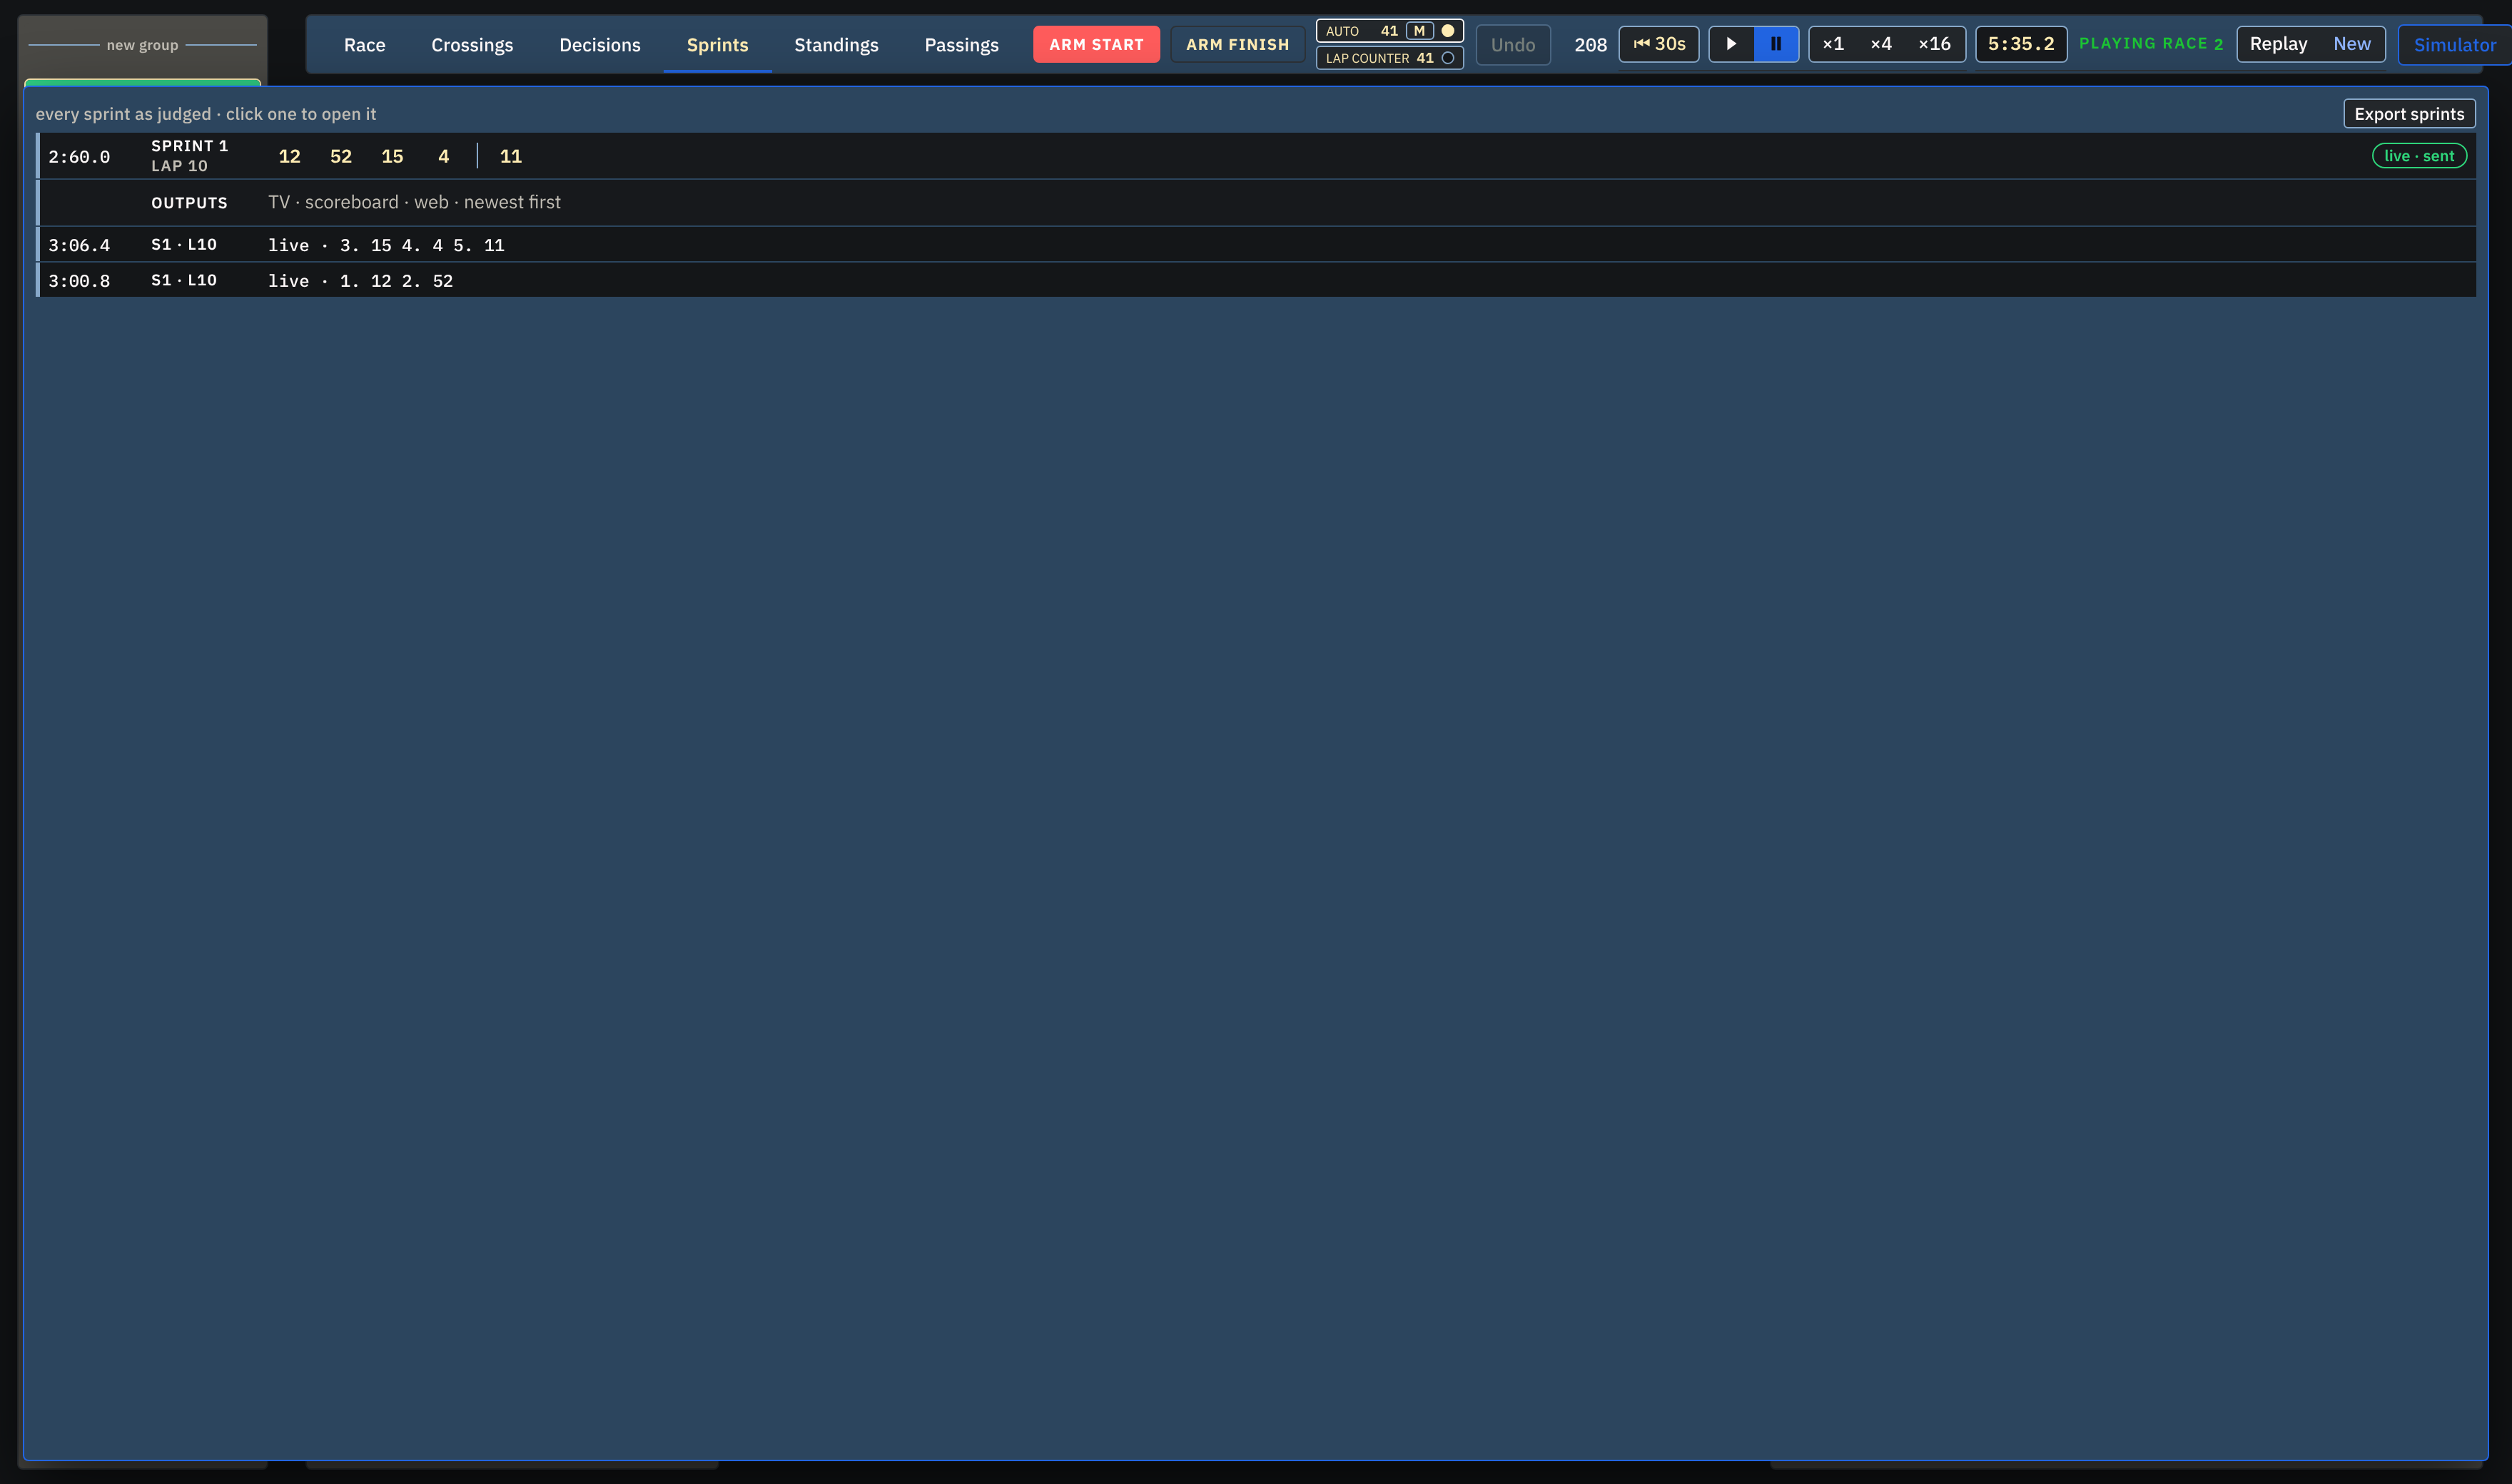 new group
Race Crossings Decisions Sprints Standings Passings ARM START ARM FINISH AUTO 41 M Undo 208 ⏮ 30s ×1 ×4 ×16 5:35.2 PLAYING RACE 2 Replay New Simulator
LAP COUNTER 41
every sprint as judged · click one to open it Export sprints
2:60.0 SPRINT 1 12 52 15 4 11 live · sent
LAP 10
OUTPUTS TV · scoreboard · web · newest first
3:06.4 S1 · L10 live · 3. 15 4. 4 5. 11
3:00.8 S1 · L10 live · 1. 12 2. 52